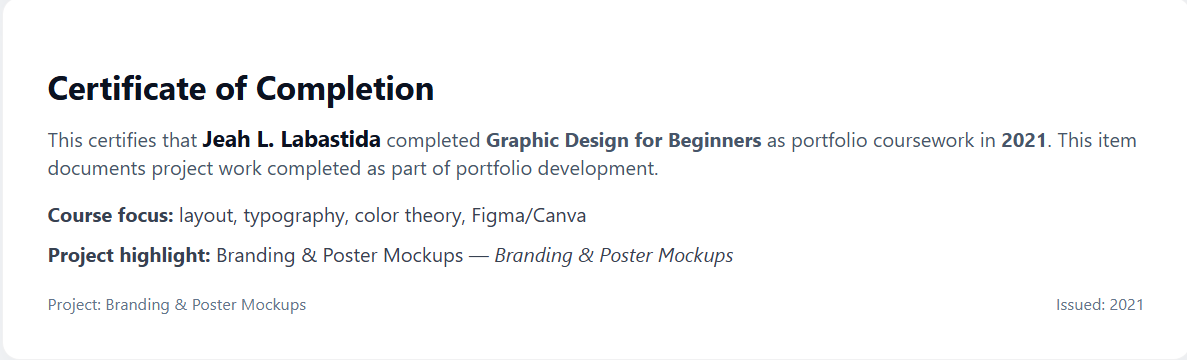 Certificate of Completion
This certifies that Jeah L. Labastida completed Graphic Design for Beginners as portfolio coursework in 2021. This item
documents project work completed as part of portfolio development.
Course focus: layout, typography, color theory, Figma/Canva
Project highlight: Branding & Poster Mockups — Branding & Poster Mockups
Project: Branding & Poster Mockups
Issued: 2021